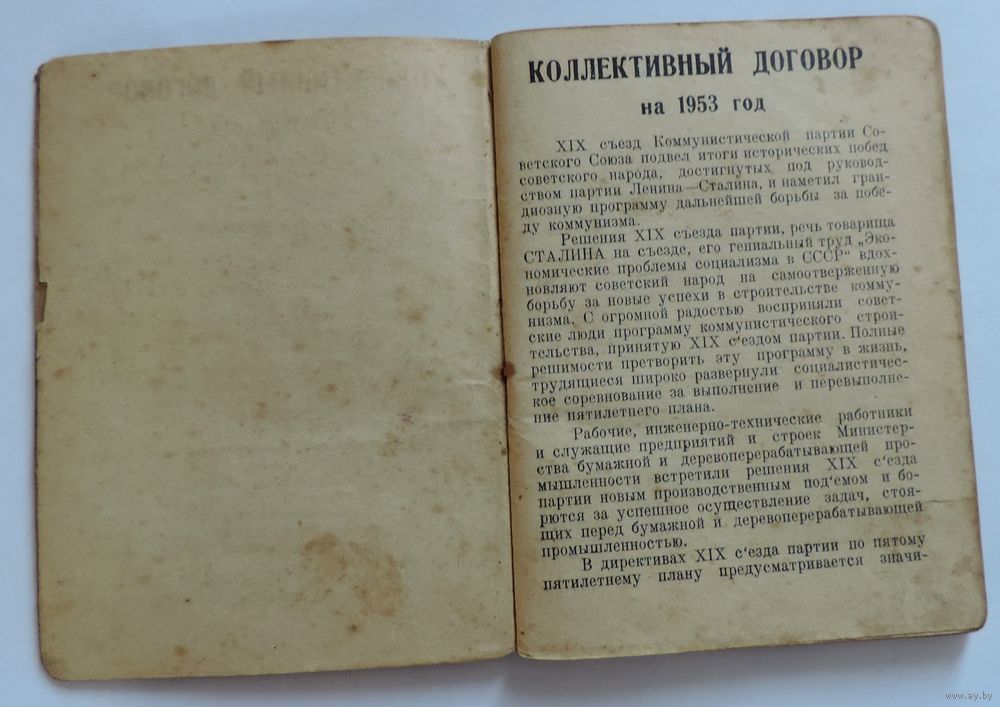 КОЛЛЕКТИВНЫЙ ДОГОВОР
на 1953 год
XIX съезд Коммунистической партии Со-
ветского Союза подвел итоги исторических побед
советского народа, достигнутых под руковод-
ством партии Ленина—Сталина, и наметил гран-
диозную программу дальнейшей борьбы за побе-
ду коммунизма.
Решения XIX съезда партии, речь товарища
СТАЛИНА на съезде, его гениальный труд „Эко-
номические проблемы социализма в СССР“ вдох-
новляют советский народ на самоотверженную
борьбу за новые успехи в строительстве комму-
низма. С огромной радостью восприняли совет-
ские люди программу коммунистического строи-
тельства, принятую XIX с‘ездом партии. Полные
решимости претворить эту программу в жизнь,
трудящиеся широко развернули социалистичес-
кое соревнование за выполнение и перевыполне-
ние пятилетнего плана.
Рабочие, инженерно-технические работники
и служащие предприятий и строек Министер-
ства бумажной и деревоперерабатывающей про-
мышленности встретили решения XIX с‘езда
партии новым производственным под‘емом и бо-
рются за успешное осуществление задач, стоя-
щих перед бумажной и деревоперерабатывающей
промышленностью.
В директивах XIX с‘езда партии по пятому
пятилетнему плану предусматривается значи-
www.ay.by